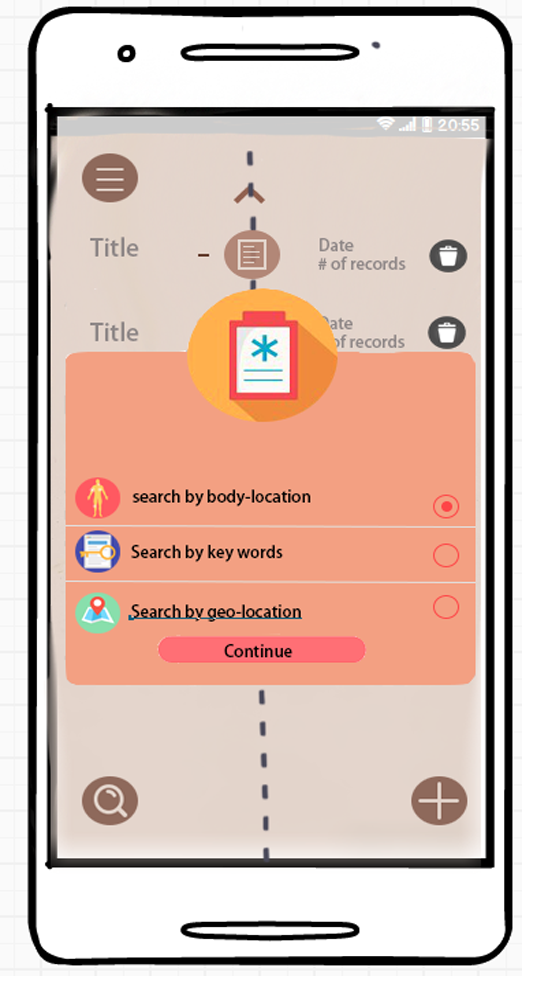 20:55
Title
Date
# of records
Title
Date
of records
search by body-location
Search by key words
Search by geo-location
Continue